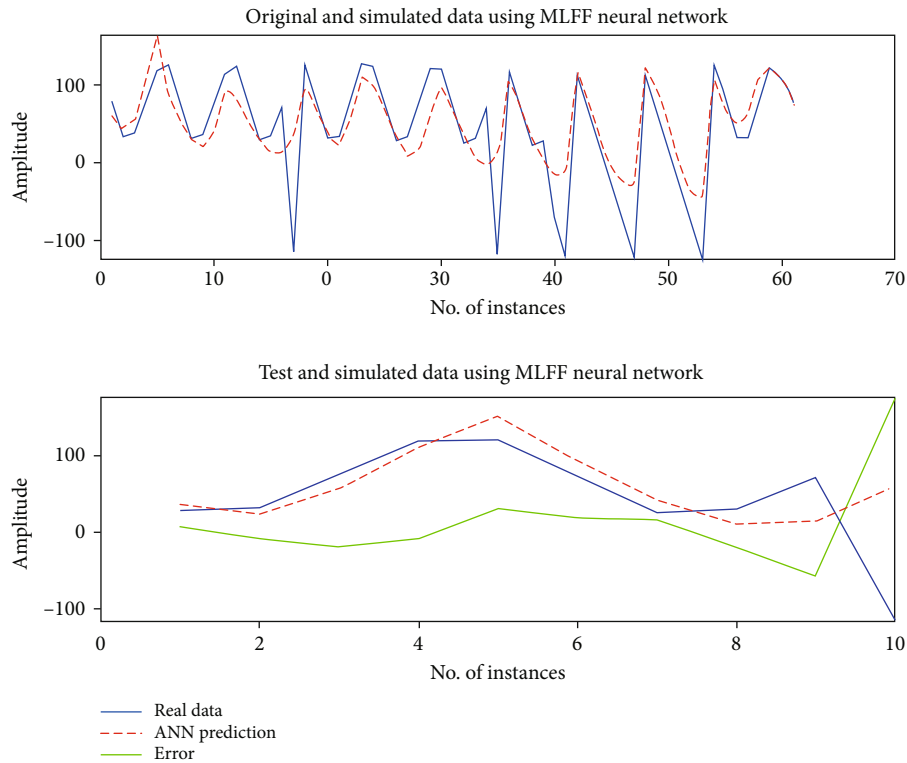 Original and simulated data using MLFF neural network
Amplitude
100
0
−100
0 10 0 30 40 50 60 70
No. of instances
Test and simulated data using MLFF neural network
Amplitude
100
0
−100
0 2 4 6 8 10
No. of instances
Real data
ANN prediction
Error